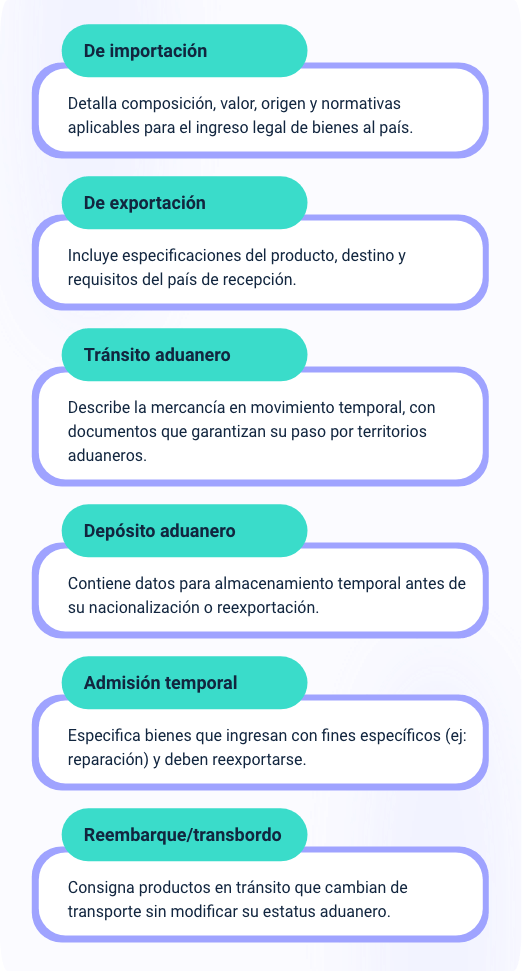 De importación
Detalla composición, valor, origen y normativas
aplicables para el ingreso legal de bienes al país.
De exportación
Incluye especificaciones del producto, destino y
requisitos del país de recepción.
Tránsito aduanero
Describe la mercancía en movimiento temporal, con
documentos que garantizan su paso por territorios
aduaneros.
Depósito aduanero
Contiene datos para almacenamiento temporal antes de
su nacionalización o reexportación.
Admisión temporal
Especifica bienes que ingresan con fines específicos (ej:
reparación) y deben reexportarse.
Reembarque/transbordo
Consigna productos en tránsito que cambian de
transporte sin modificar su estatus aduanero.